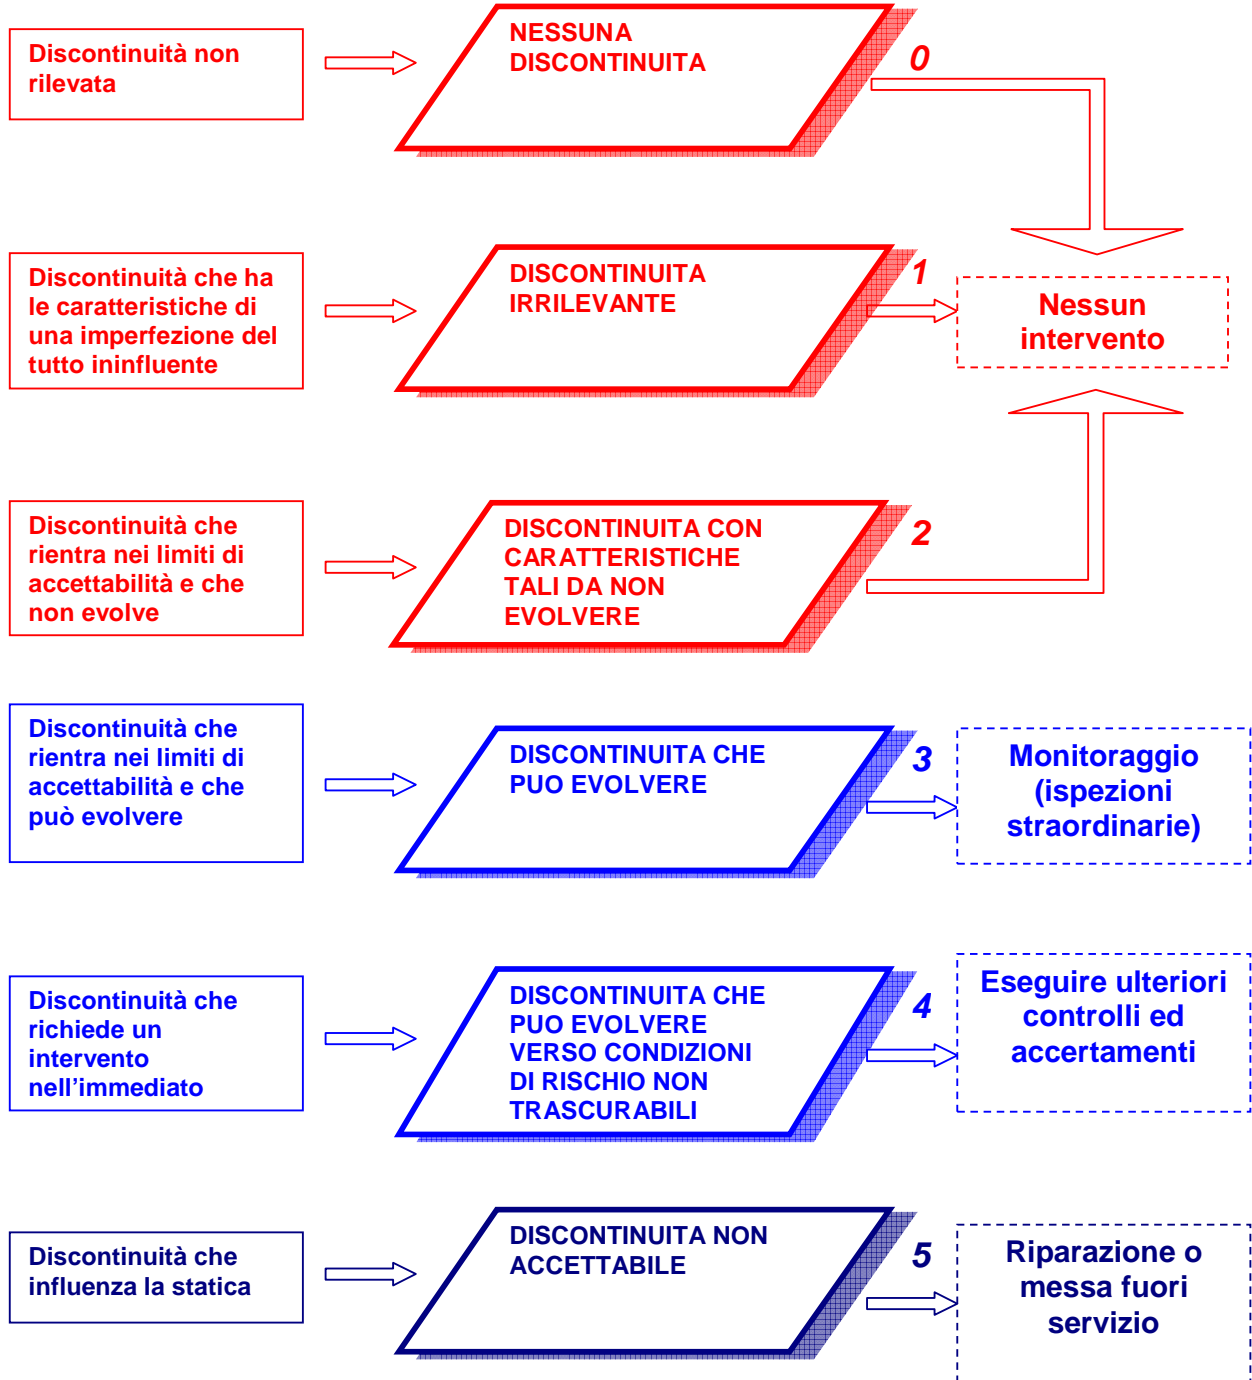 Discontinuità non
rilevata
NESSUNA
DISCONTINUITA
0
Discontinuità che ha
le caratteristiche di
una imperfezione del
tutto ininfluente
DISCONTINUITA
IRRILEVANTE
1
Nessun
intervento
Discontinuità che
rientra nei limiti di
accettabilità e che
non evolve
DISCONTINUITA CON
CARATTERISTICHE
TALI DA NON
EVOLVERE
2
Discontinuità che
rientra nei limiti di
accettabilità e che
può evolvere
DISCONTINUITA CHE
PUO EVOLVERE
3
Monitoraggio
(ispezioni
straordinarie)
Discontinuità che
richiede un
intervento
nell’immediato
DISCONTINUITA CHE
PUO EVOLVERE
VERSO CONDIZIONI
DI RISCHIO NON
TRASCURABILI
4
Eseguire ulteriori
controlli ed
accertamenti
Discontinuità che
influenza la statica
DISCONTINUITA NON
ACCETTABILE
5
Riparazione o
messa fuori
servizio